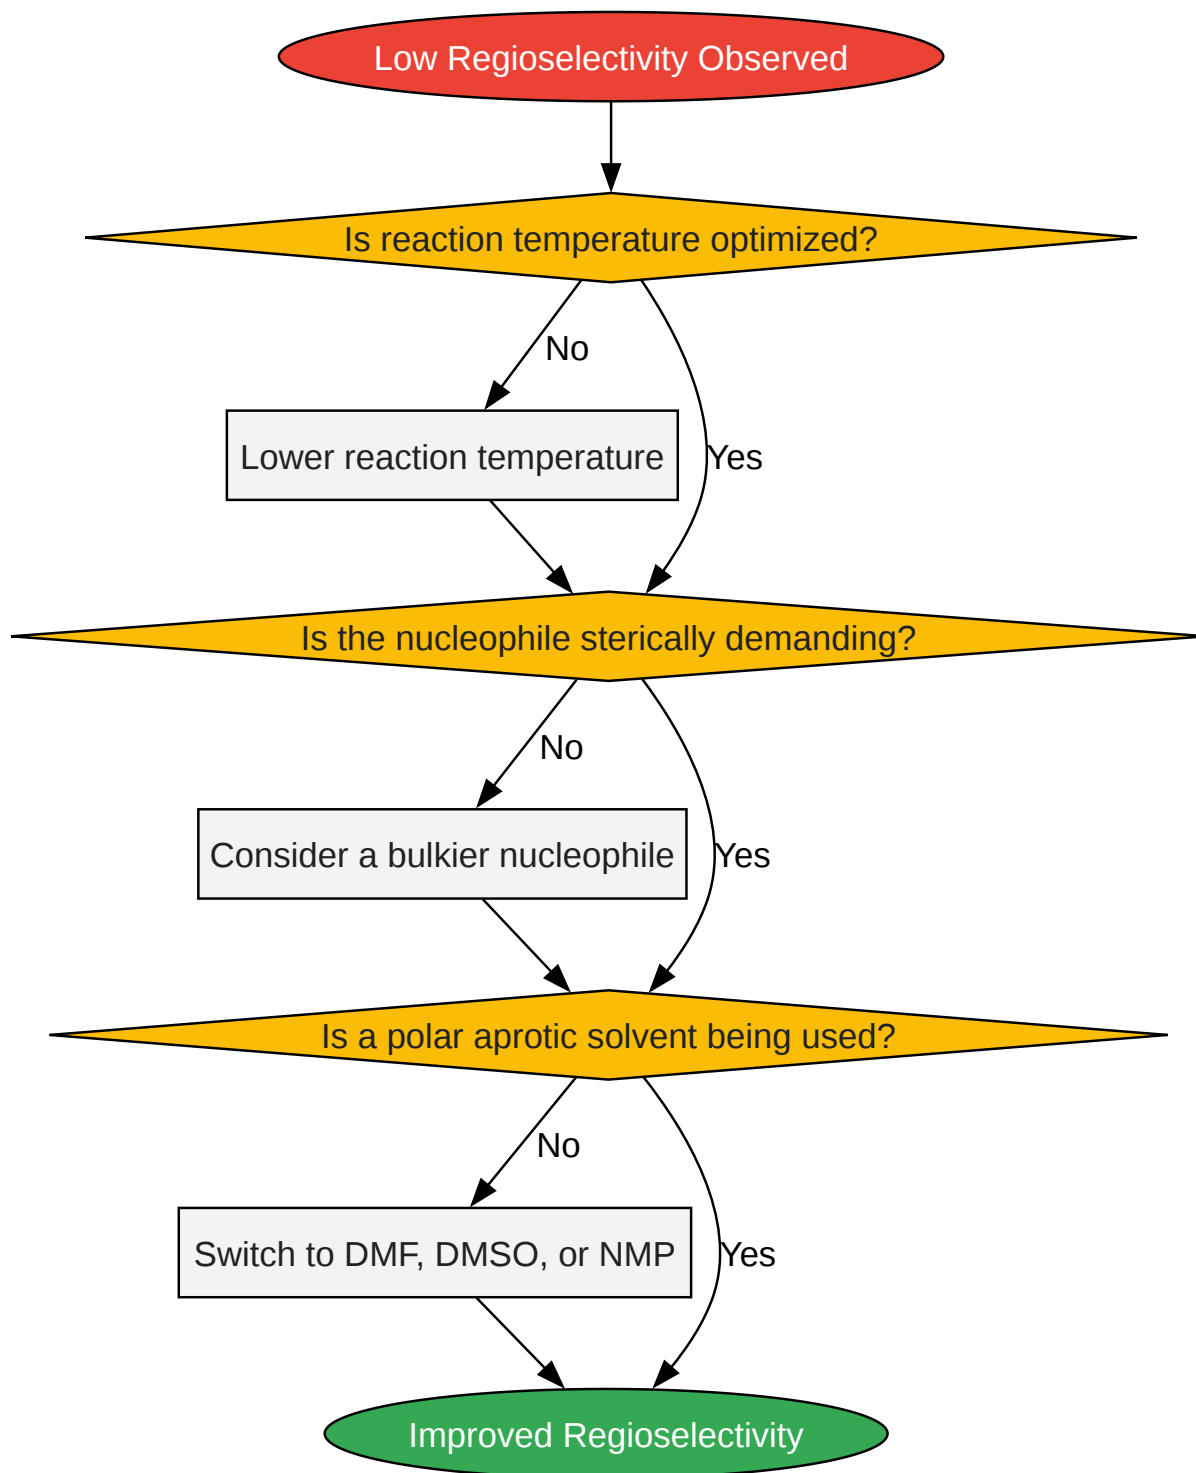 Low Regioselectivity Observed
Is reaction temperature optimized?
No
Lower reaction temperature
Yes
Is the nucleophile sterically demanding?
No
Consider a bulkier nucleophile
Yes
Is a polar aprotic solvent being used?
No
Switch to DMF, DMSO, or NMP
Yes
Improved Regioselectivity